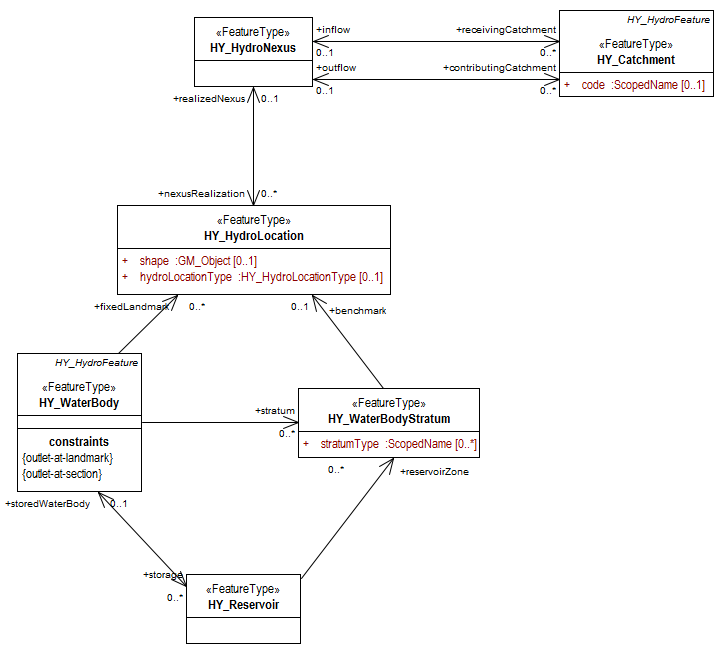 «FeatureType»
HY_HydroNexus
+inflow
0..1
+outflow
0..1
+receivingCatchment
0..*
+contributingCatchment
0..*
HY_HydroFeature
«FeatureType»
HY_Catchment
+ code :ScopedName [0..1]
+realizedNexus
0..1
+nexusRealization
0..*
«FeatureType»
HY_HydroLocation
+ shape :GM_Object [0..1]
+ hydroLocationType :HY_HydroLocationType [0..1]
+fixedLandmark
0..*
0..1
+benchmark
HY_HydroFeature
«FeatureType»
HY_WaterBody
constraints
{outlet-at-landmark}
{outlet-at-section}
+stratum
0..*
«FeatureType»
HY_WaterBodyStratum
+ stratumType :ScopedName [0..*]
0..*
+reservoirZone
+storedWaterBody
0..1
+storage
0..*
«FeatureType»
HY_Reservoir